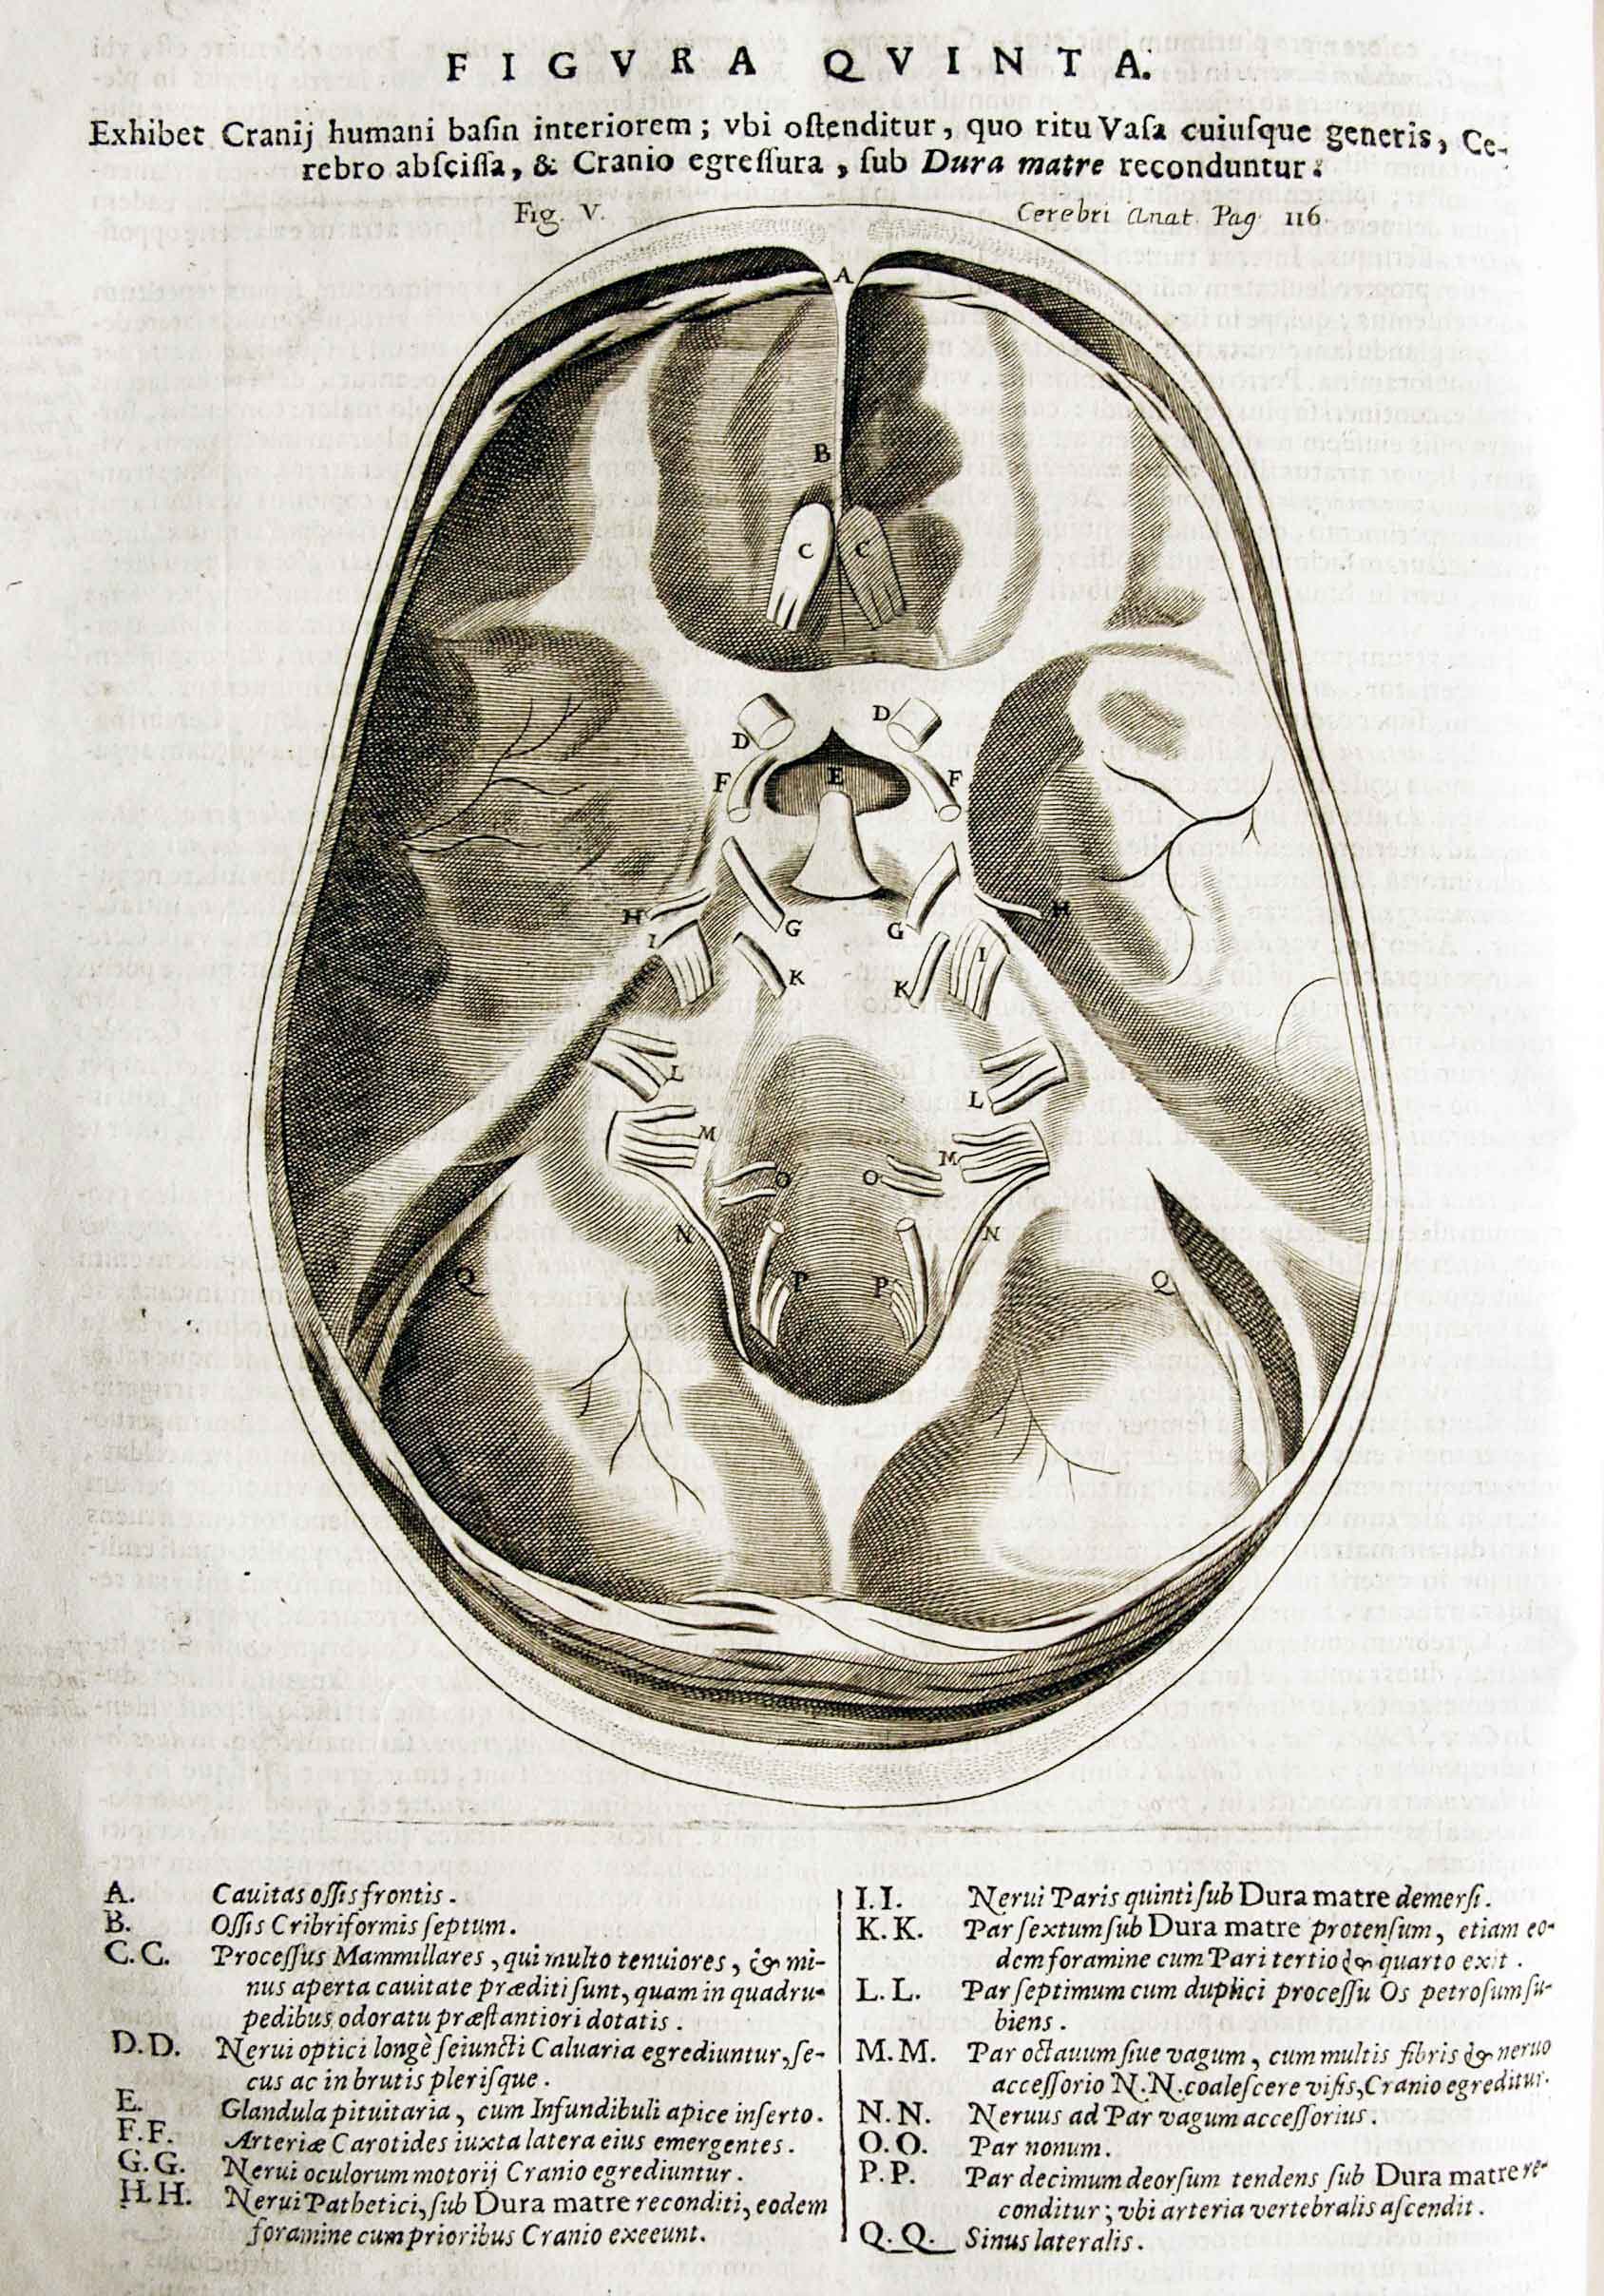 FIGVRA QVINTA.
Exhibet Cranij humani baſin interiorem; vbi oſtenditur, quo ritu Vaſa cuiuſque generis, Ce-
rebro abſciſſa, & Cranio egreſſura, ſub Dura matre reconduntur.
Fig. V.
Cerebri Anat. Pag. 116.
A
B
C C
D D
E
F F
G G
H H
I I
K K
L L
M M
N N
O O
P P
Q Q
A. Cauitas oſſis frontis.
B. Oſſis Cribriformis ſeptum.
C.C. Proceſſus Mammillares, qui multo tenuiores, & mi-
nus aperta cauitate præditi ſunt, quam in quadru-
pedibus odoratu præſtantiori dotatis.
D.D. Nerui optici longè ſeiuncti Caluaria egrediuntur, ſe-
cus ac in brutis pleriſque.
E. Glandula pituitaria, cum Infundibuli apice inſerto.
F.F. Arteriæ Carotides iuxta latera eius emergentes.
G.G. Nerui oculorum motorij Cranio egrediuntur.
H.H. Nerui Pathetici, ſub Dura matre reconditi, eodem
foramine cum prioribus Cranio exeeunt.
I.I. Nerui Paris quinti ſub Dura matre demerſi.
K.K. Par ſextum ſub Dura matre protenſum, etiam eo-
dem foramine cum Pari tertio & quarto exit.
L.L. Par ſeptimum cum duplici proceſſu Os petroſum ſu-
biens.
M.M. Par octauum ſiue vagum, cum multis fibris & neruo
acceſſorio N.N. coaleſcere viſis, Cranio egreditur.
N.N. Neruus ad Par vagum acceſſorius.
O.O. Par nonum.
P.P. Par decimum deorſum tendens ſub Dura matre re-
conditur; vbi arteria vertebralis aſcendit.
Q.Q. Sinus lateralis.